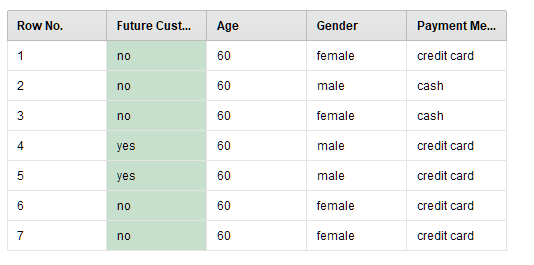 Row No. Future Cust... Age Gender Payment Me...
1 no 60 female credit card
2 no 60 male cash
3 no 60 female cash
4 yes 60 male credit card
5 yes 60 male credit card
6 no 60 female credit card
7 no 60 female credit card